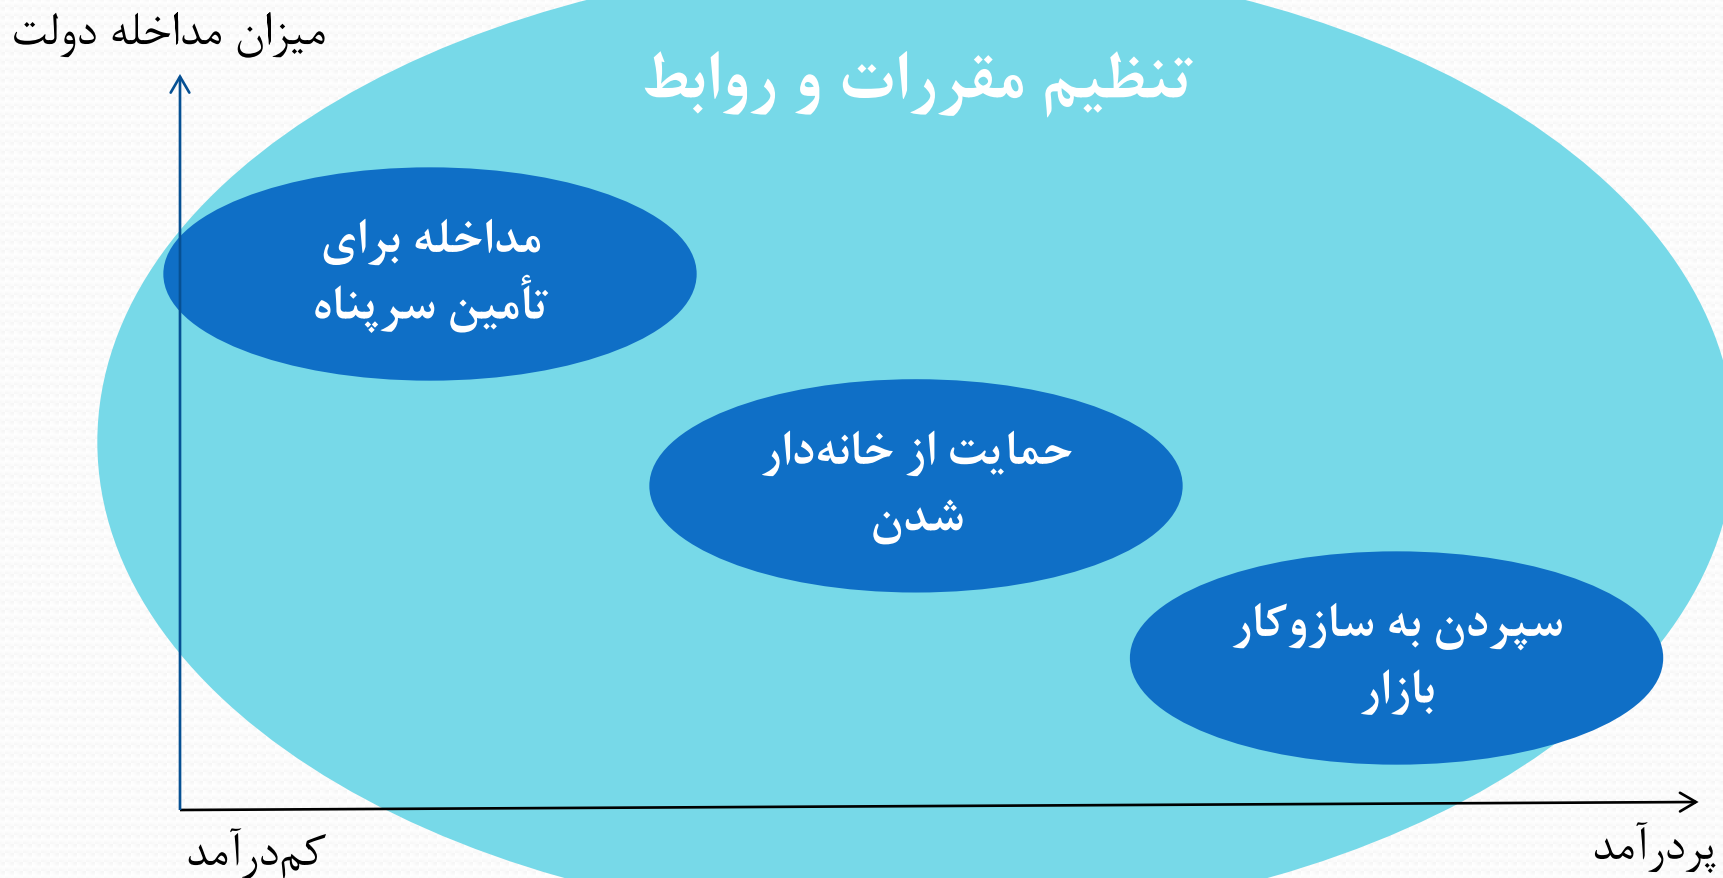 میزان مداخله دولت
تنظیم مقررات و روابط
مداخله برای
تأمین سرپناه
حمایت از خانه‌دار
شدن
سپردن به سازوکار
بازار
پردرآمد
کم‌درآمد